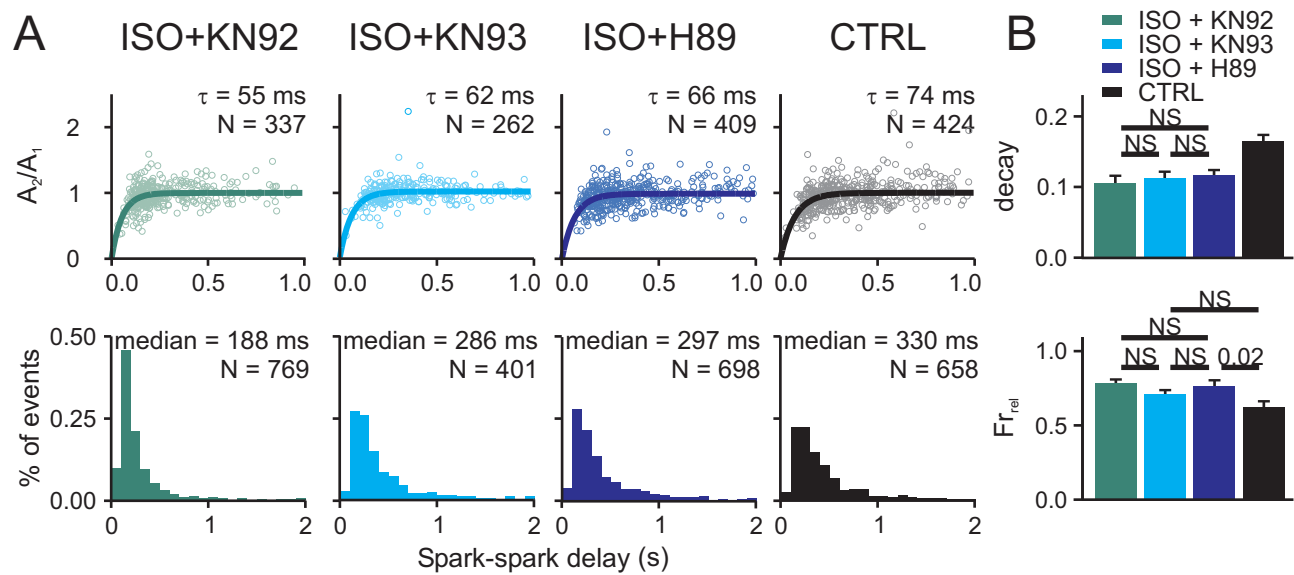 A
ISO+KN92
ISO+KN93
ISO+H89
CTRL
B
ISO + KN92
ISO + KN93
ISO + H89
CTRL
τ = 55 ms
N = 337
τ = 62 ms
N = 262
τ = 66 ms
N = 409
τ = 74 ms
N = 424
A2/A1
2
1
0
0.0 0.5 1.0
0.0 0.5 1.0
0.0 0.5 1.0
0.0 0.5 1.0
decay
0.2
0.1
0.0
NS
NS NS
median = 188 ms
N = 769
median = 286 ms
N = 401
median = 297 ms
N = 698
median = 330 ms
N = 658
% of events
0.50
0.25
0.00
0 1 2
0 1 2
0 1 2
0 1 2
Spark-spark delay (s)
Frrel
1.0
0.5
0.0
NS
NS
NS NS 0.02